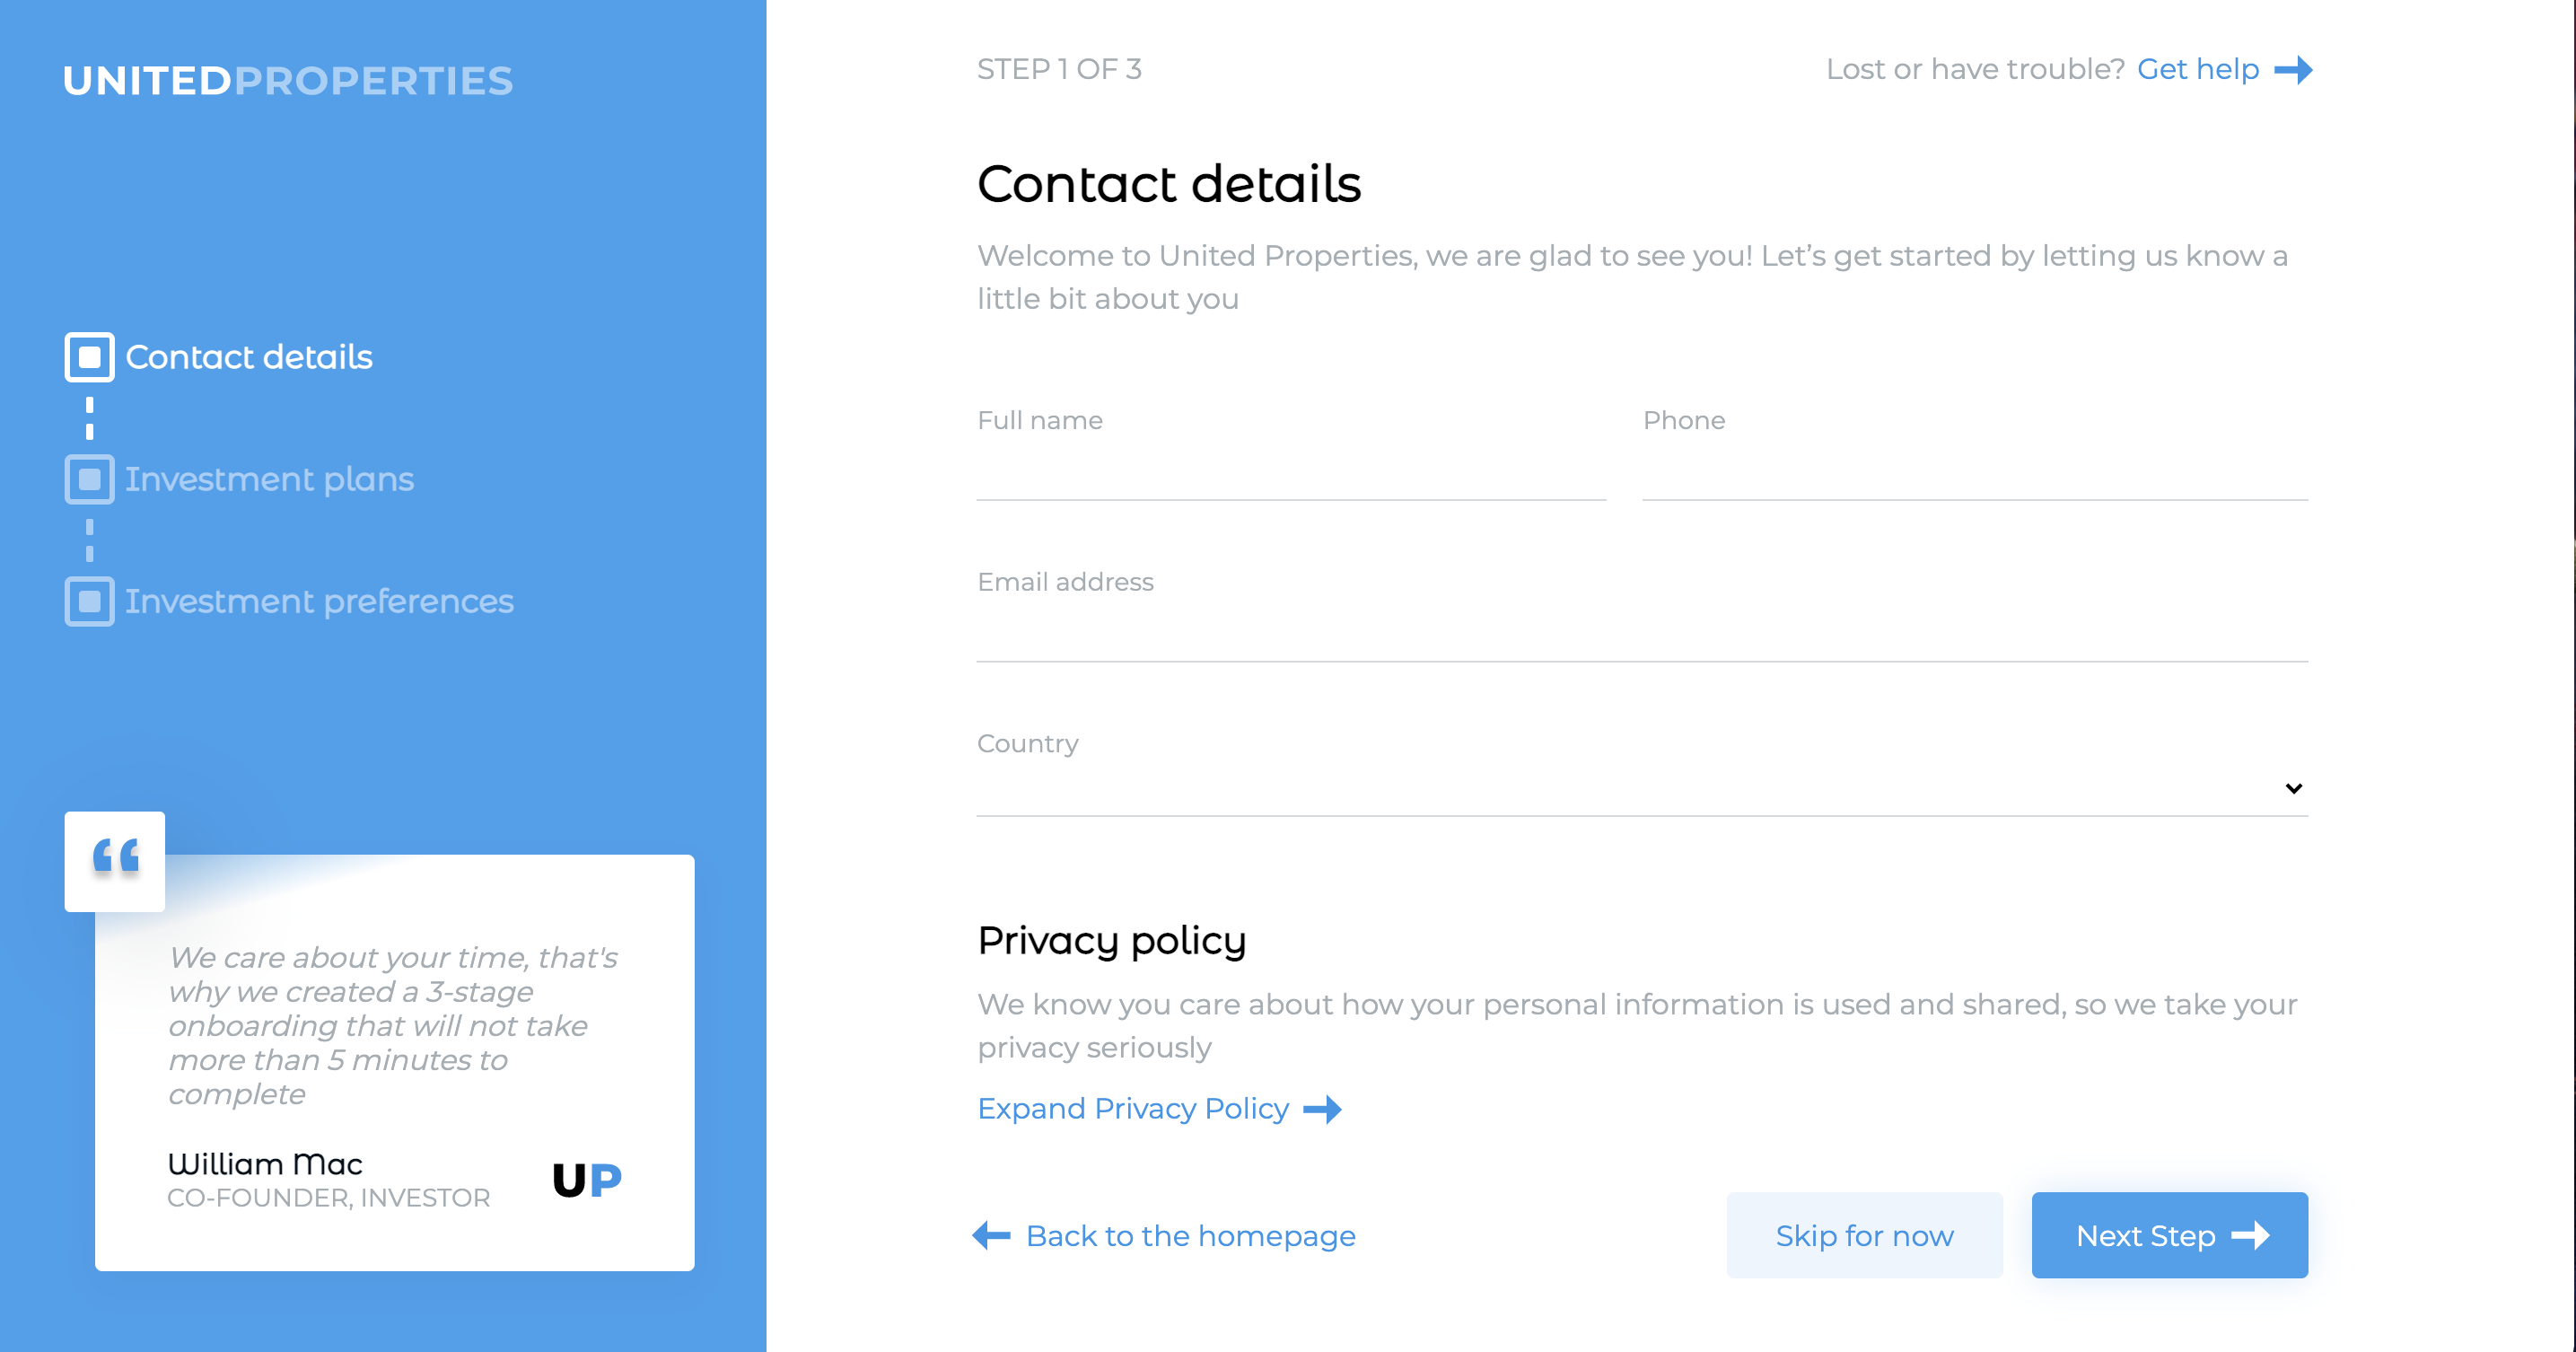 UNITEDPROPERTIES
Contact details
Investment plans
Investment preferences
“
We care about your time, that's
why we created a 3-stage
onboarding that will not take
more than 5 minutes to
complete
William Mac
CO-FOUNDER, INVESTOR
UP
STEP 1 OF 3
Lost or have trouble? Get help
Contact details
Welcome to United Properties, we are glad to see you! Let’s get started by letting us know a
little bit about you
Full name
Phone
Email address
Country
Privacy policy
We know you care about how your personal information is used and shared, so we take your
privacy seriously
Expand Privacy Policy
Back to the homepage
Skip for now
Next Step